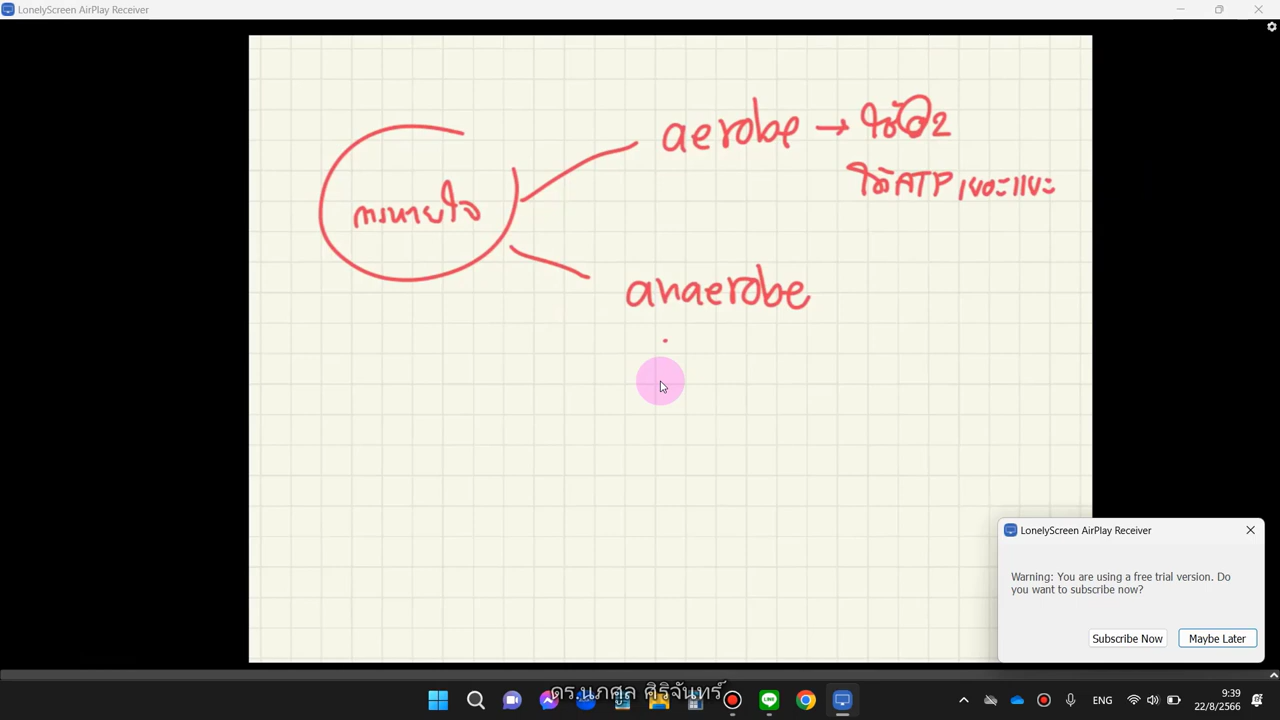 LonelyScreen AirPlay Receiver
aerobe → ใช้O2
ได้ATP เยอะแยะ
การหายใจ
anaerobe
LonelyScreen AirPlay Receiver
Warning: You are using a free trial version. Do
you want to subscribe now?
Subscribe Now
Maybe Later
ดร.นภศูล ศิริจันทร์
ENG
9:39
22/8/2566